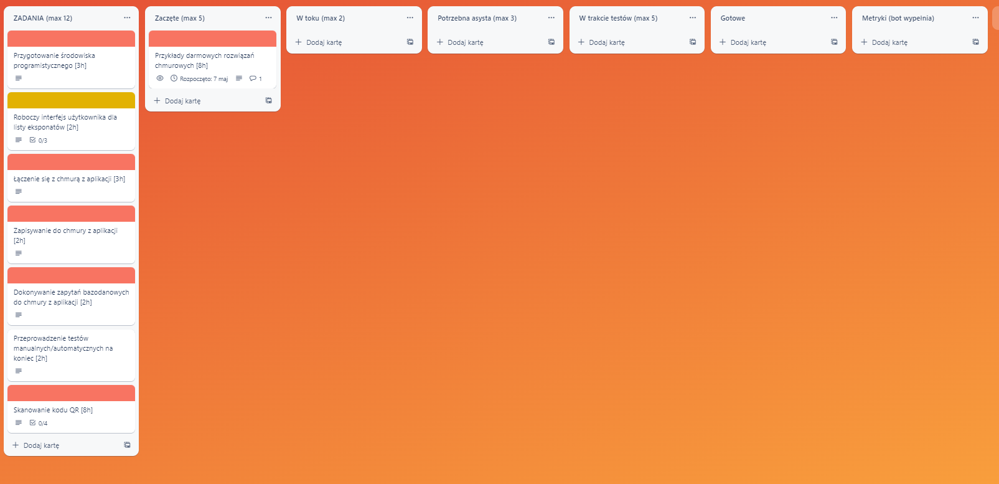 ZADANIA (max 12)
Przygotowanie środowiska
programistycznego [3h]
Roboczy interfejs użytkownika dla
listy eksponatów [2h]
0/3
Łączenie się z chmurą z aplikacji [3h]
Zapisywanie do chmury z aplikacji
[2h]
Dokonywanie zapytań bazodanowych
do chmury z aplikacji [2h]
Przeprowadzenie testów
manualnych/automatycznych na
koniec [2h]
Skanowanie kodu QR [8h]
0/4
Dodaj kartę
Zaczęte (max 5)
Przykłady darmowych rozwiązań
chmurowych [8h]
Rozpoczęto: 7 maj 1
Dodaj kartę
W toku (max 2)
Dodaj kartę
Potrzebna asysta (max 3)
Dodaj kartę
W trakcie testów (max 5)
Dodaj kartę
Gotowe
Dodaj kartę
Metryki (bot wypełnia)
Dodaj kartę